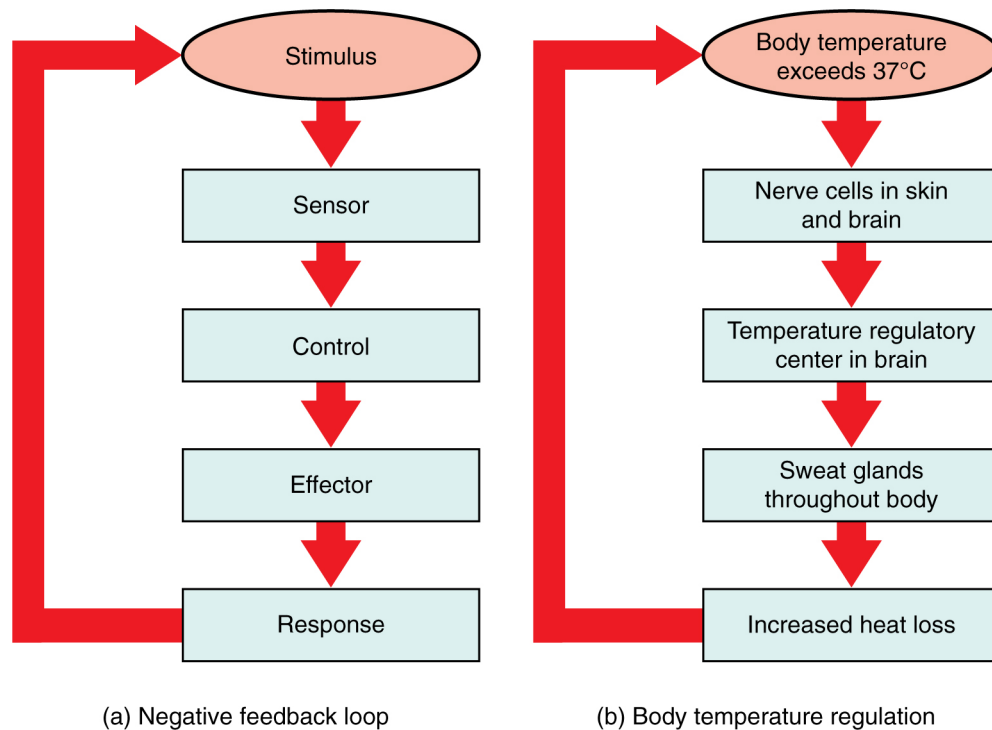 Stimulus
Sensor
Control
Effector
Response
(a) Negative feedback loop
Body temperature
exceeds 37°C
Nerve cells in skin
and brain
Temperature regulatory
center in brain
Sweat glands
throughout body
Increased heat loss
(b) Body temperature regulation